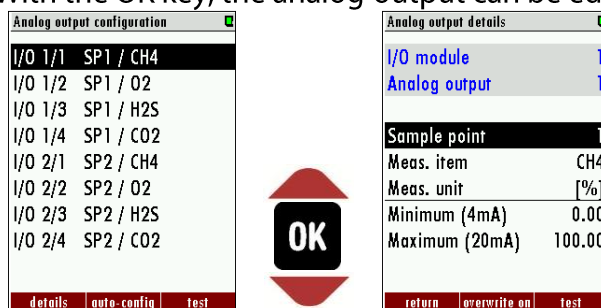 with the OK key, the analog output can be
Analog output configuration
I/O 1/1 SP1 / CH4
I/O 1/2 SP1 / O2
I/O 1/3 SP1 / H2S
I/O 1/4 SP1 / CO2
I/O 2/1 SP2 / CH4
I/O 2/2 SP2 / O2
I/O 2/3 SP2 / H2S
I/O 2/4 SP2 / CO2
details auto-config test
OK
Analog output details
I/O module 1
Analog output 1
Sample point 1
Meas. item CH4
Meas. unit [%]
Minimum (4mA) 0.00
Maximum (20mA) 100.00
return overwrite on test